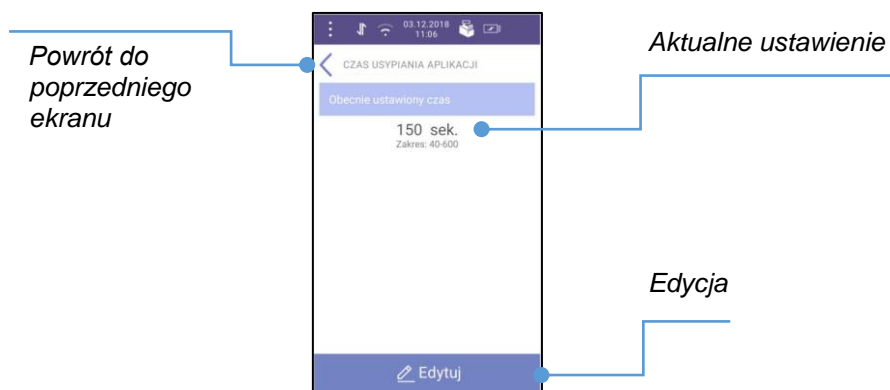 Powrót do
poprzedniego
ekranu
03.12.2018
11:06
CZAS USYPIANIA APLIKACJI
Obecnie ustawiony czas
150 sek.
Zakres: 40-600
Edytuj
Aktualne ustawienie
Edycja